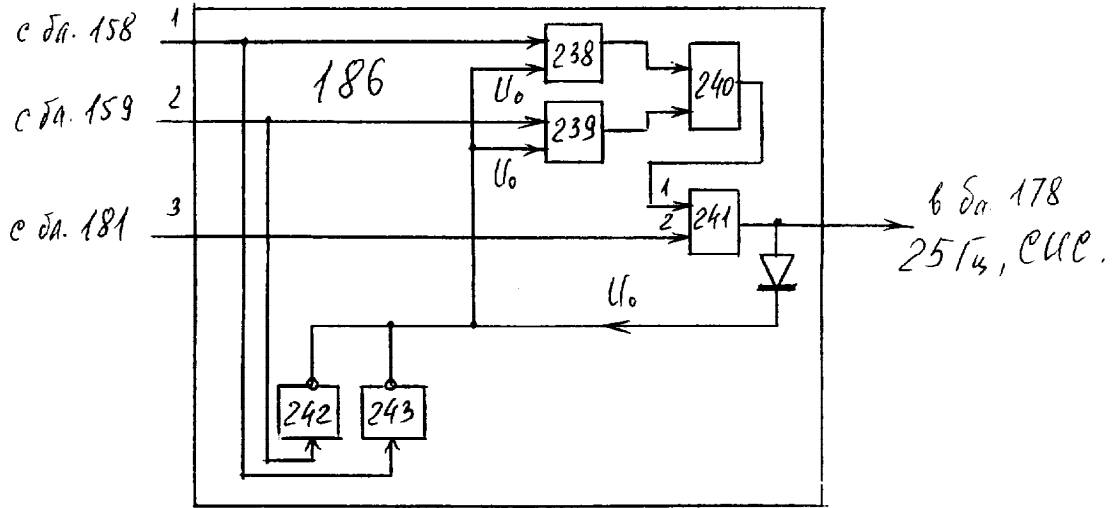 с бл. 158
1
186
238
U₀
240
с бл. 159
2
239
U₀
с бл. 181
3
1
2
241
в бл. 178
25 Гц, СИС.
U₀
242
243